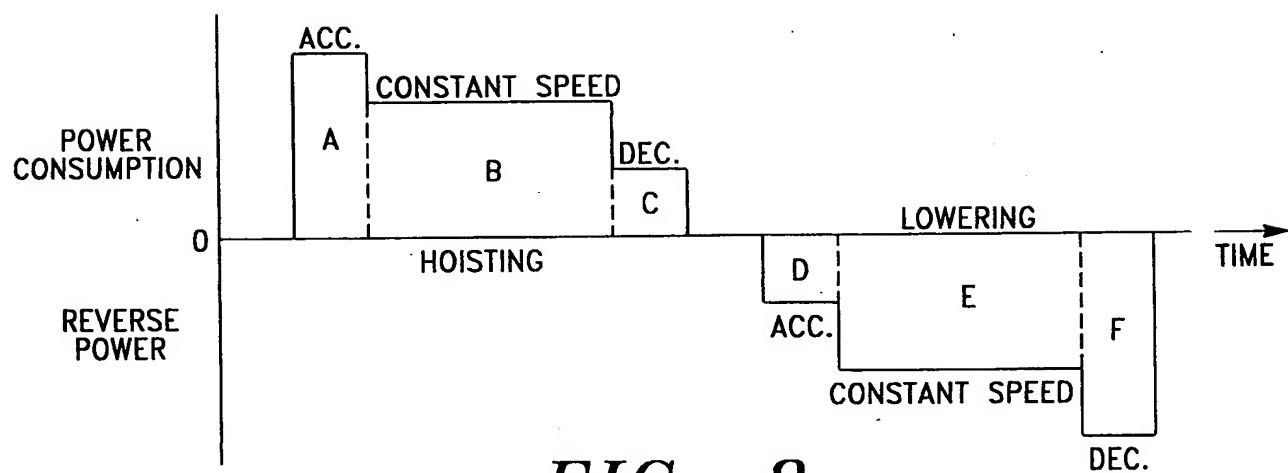 ACC.
CONSTANT SPEED
POWER
CONSUMPTION
A
B
DEC.
C
0
HOISTING
LOWERING
TIME
REVERSE
POWER
D
ACC.
E
F
CONSTANT SPEED
DEC.